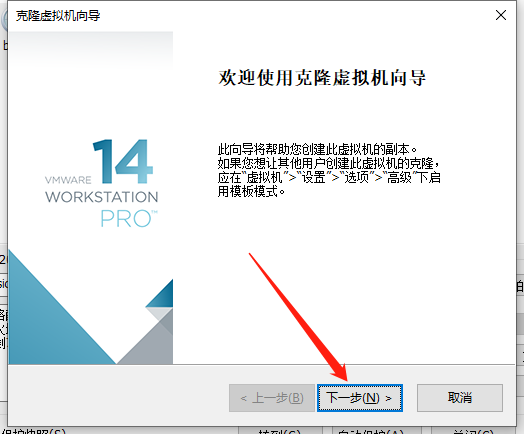 克隆虚拟机向导
欢迎使用克隆虚拟机向导
此向导将帮助您创建此虚拟机的副本。
如果您想让其他用户创建此虚拟机的克隆，
应在“虚拟机”>“设置”>“选项”>“高级”下启
用模板模式。
14
VMWARE
WORKSTATION
PRO™
< 上一步(B)
下一步(N) >
取消